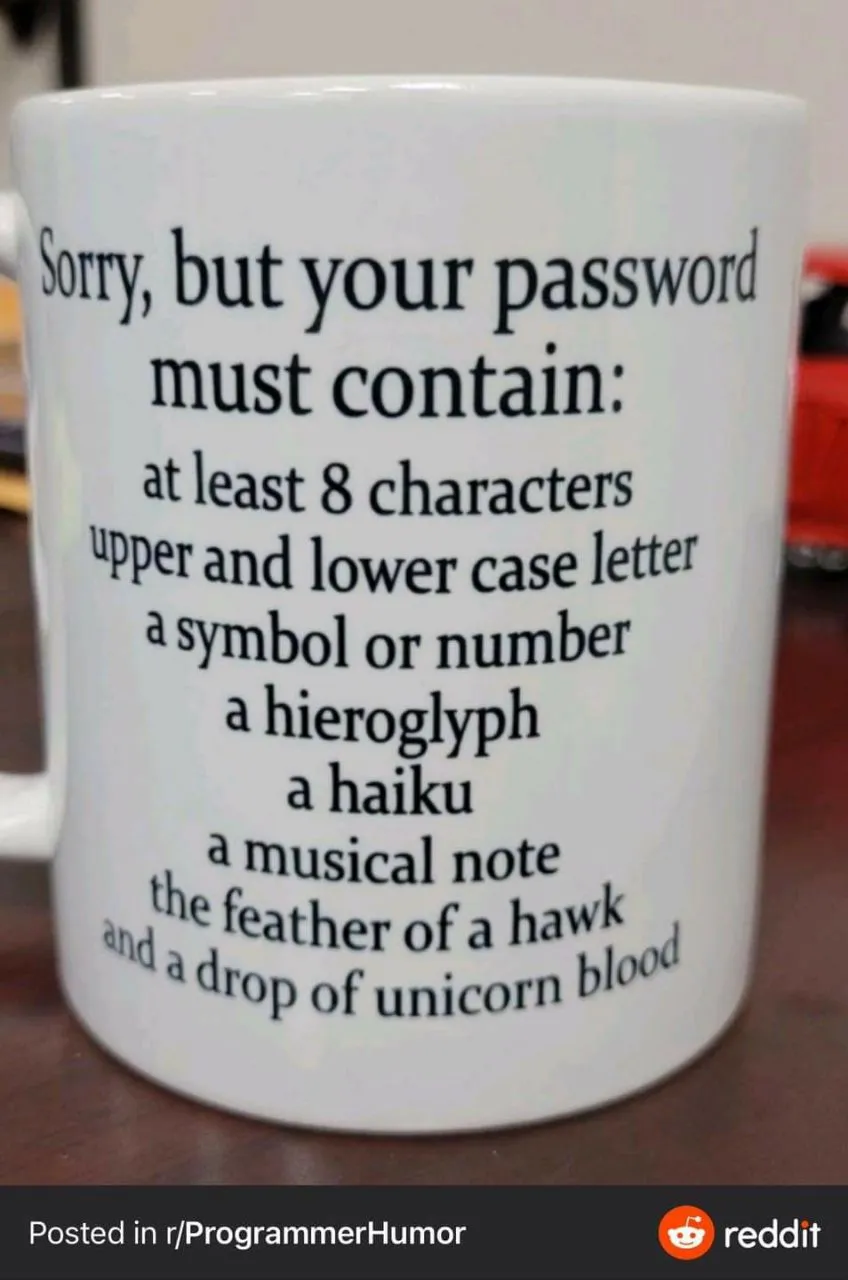 Sorry, but your password
must contain:
at least 8 characters
upper and lower case letter
a symbol or number
a hieroglyph
a haiku
a musical note
the feather of a hawk
and a drop of unicorn blood
Posted in r/ProgrammerHumor
reddit